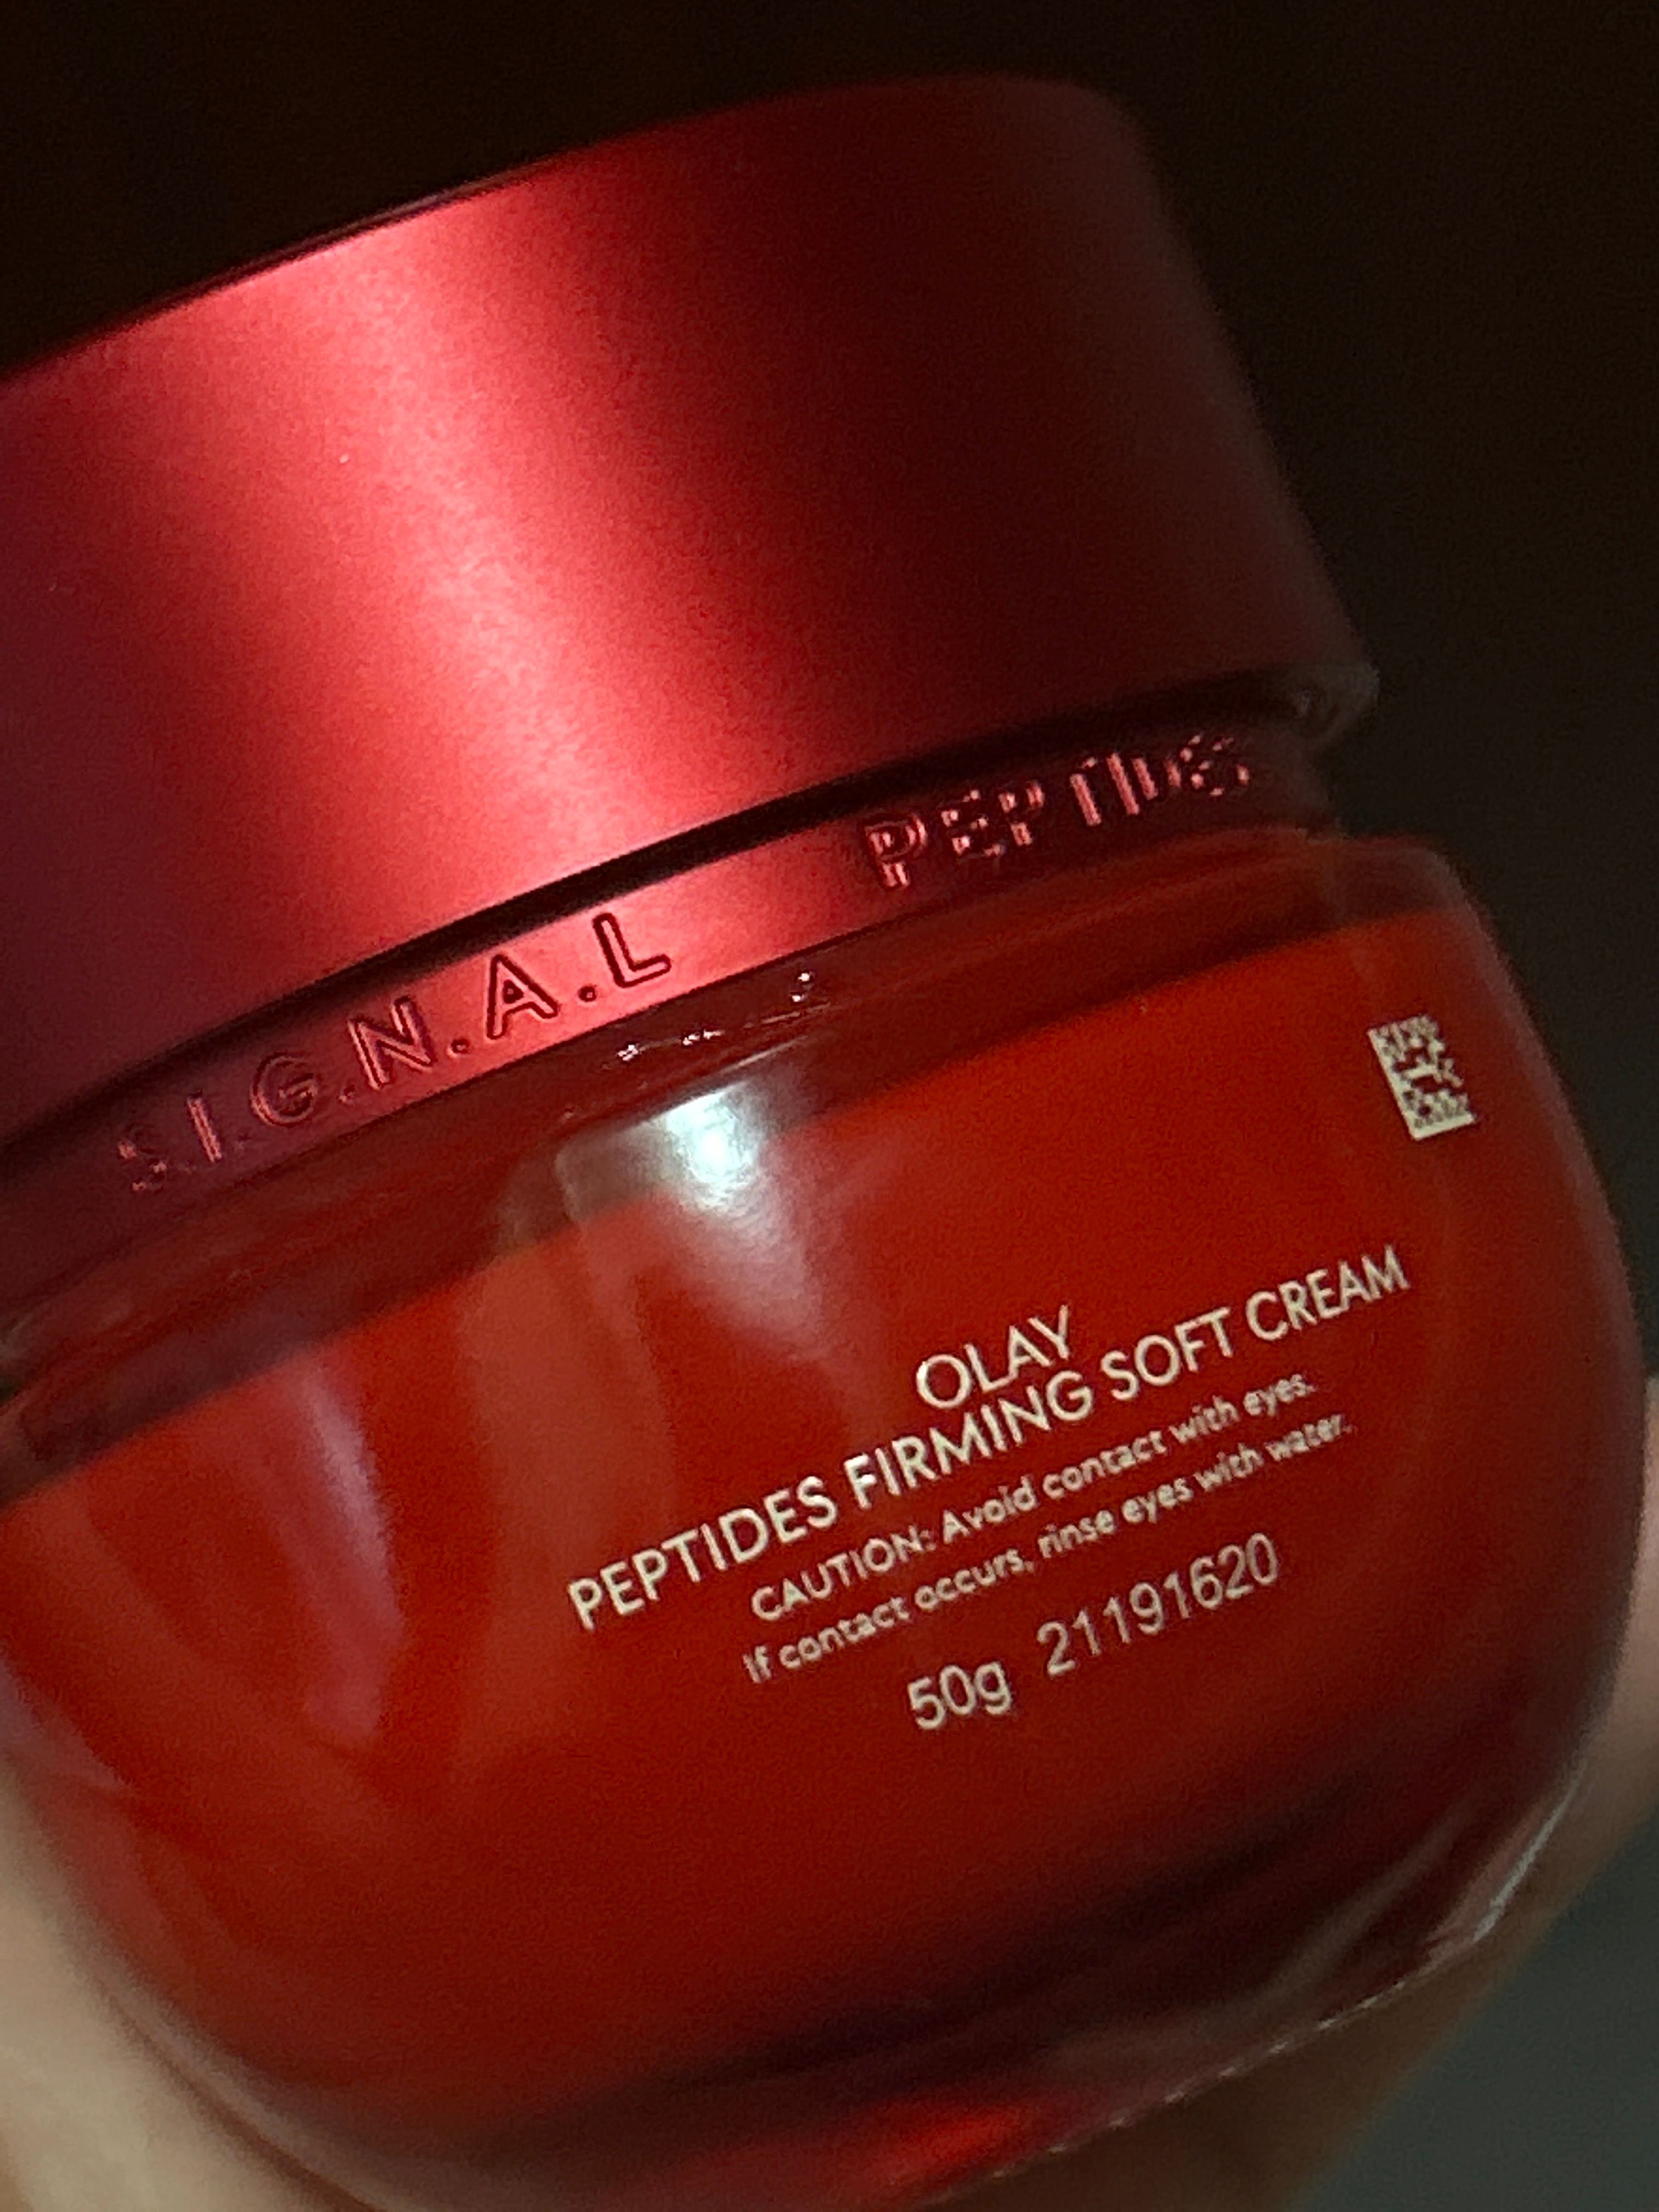 S.I.G.N.A.L PEPTIDES
OLAY
PEPTIDES FIRMING SOFT CREAM
CAUTION: Avoid contact with eyes.
If contact occurs, rinse eyes with water.
50g 21191620